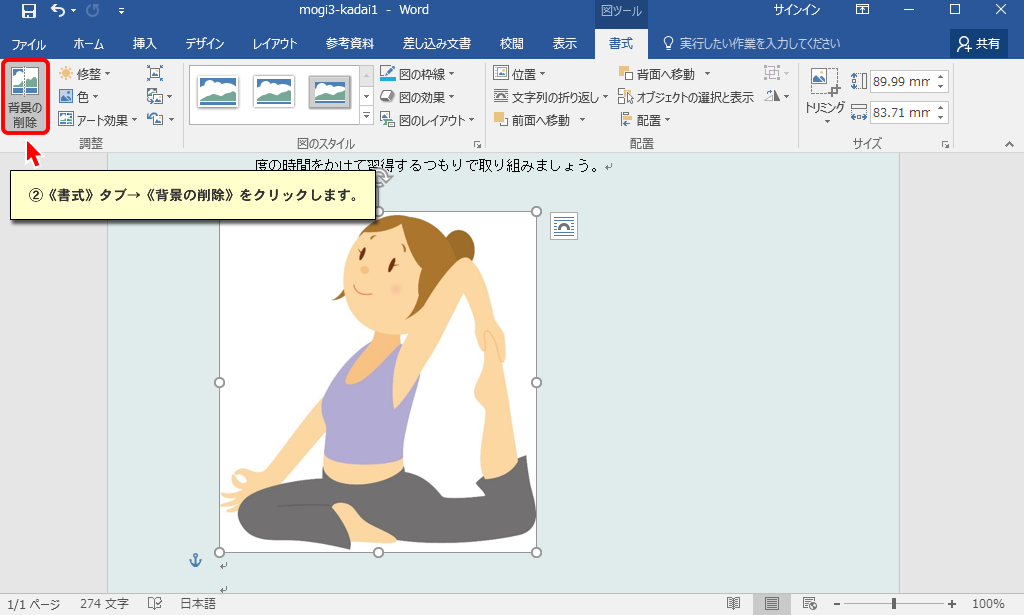 mogi3-kadai1 - Word
図ツール
サインイン
ファイル ホーム 挿入 デザイン レイアウト 参考資料 差し込み文書 校閲 表示 書式 実行したい作業を入力してください 共有
背景の
削除
修整
色
アート効果
調整
図の枠線
図の効果
図のレイアウト
図のスタイル
位置
文字列の折り返し
前面へ移動
背面へ移動
オブジェクトの選択と表示
配置
配置
トリミング
89.99 mm
83.71 mm
サイズ
度の時間をかけて習得するつもりで取り組みましょう。
②《書式》タブ→《背景の削除》をクリックします。
1/1 ページ 274 文字 日本語 100%